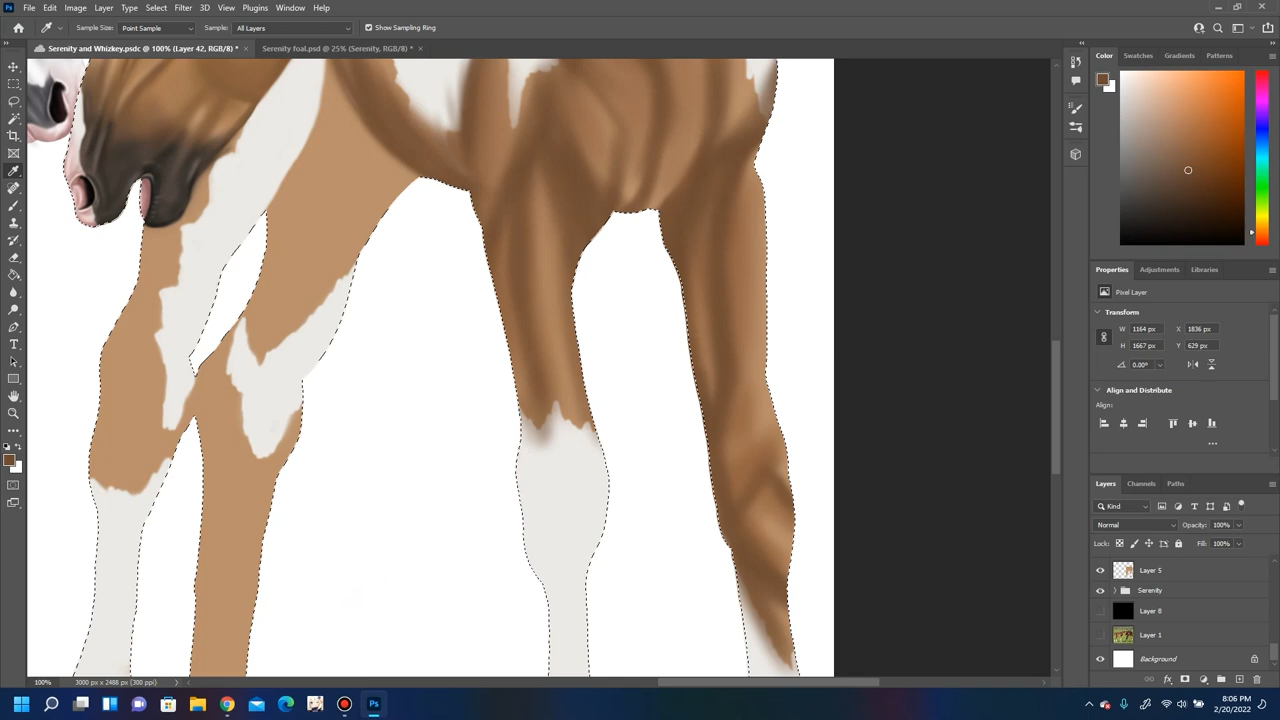 Ps File Edit Image Layer Type Select Filter 3D View Plugins Window Help
Sample Size: Point Sample Sample: All Layers Show Sampling Ring
Serenity and Whizkey.psdc @ 100% (Layer 42, RGB/8) * × Serenity foal.psd @ 25% (Serenity, RGB/8) * ×
Color Swatches Gradients Patterns
Properties Adjustments Libraries
Pixel Layer
Transform
W 1164 px X 1836 px
H 1667 px Y 629 px
0.00°
Align and Distribute
Align:
Layers Channels Paths
Kind
Normal Opacity: 100%
Lock: Fill: 100%
Layer 5
Serenity
Layer 8
Layer 1
Background
100% 3000 px x 2488 px (300 ppi)
Ps
8:06 PM
2/20/2022